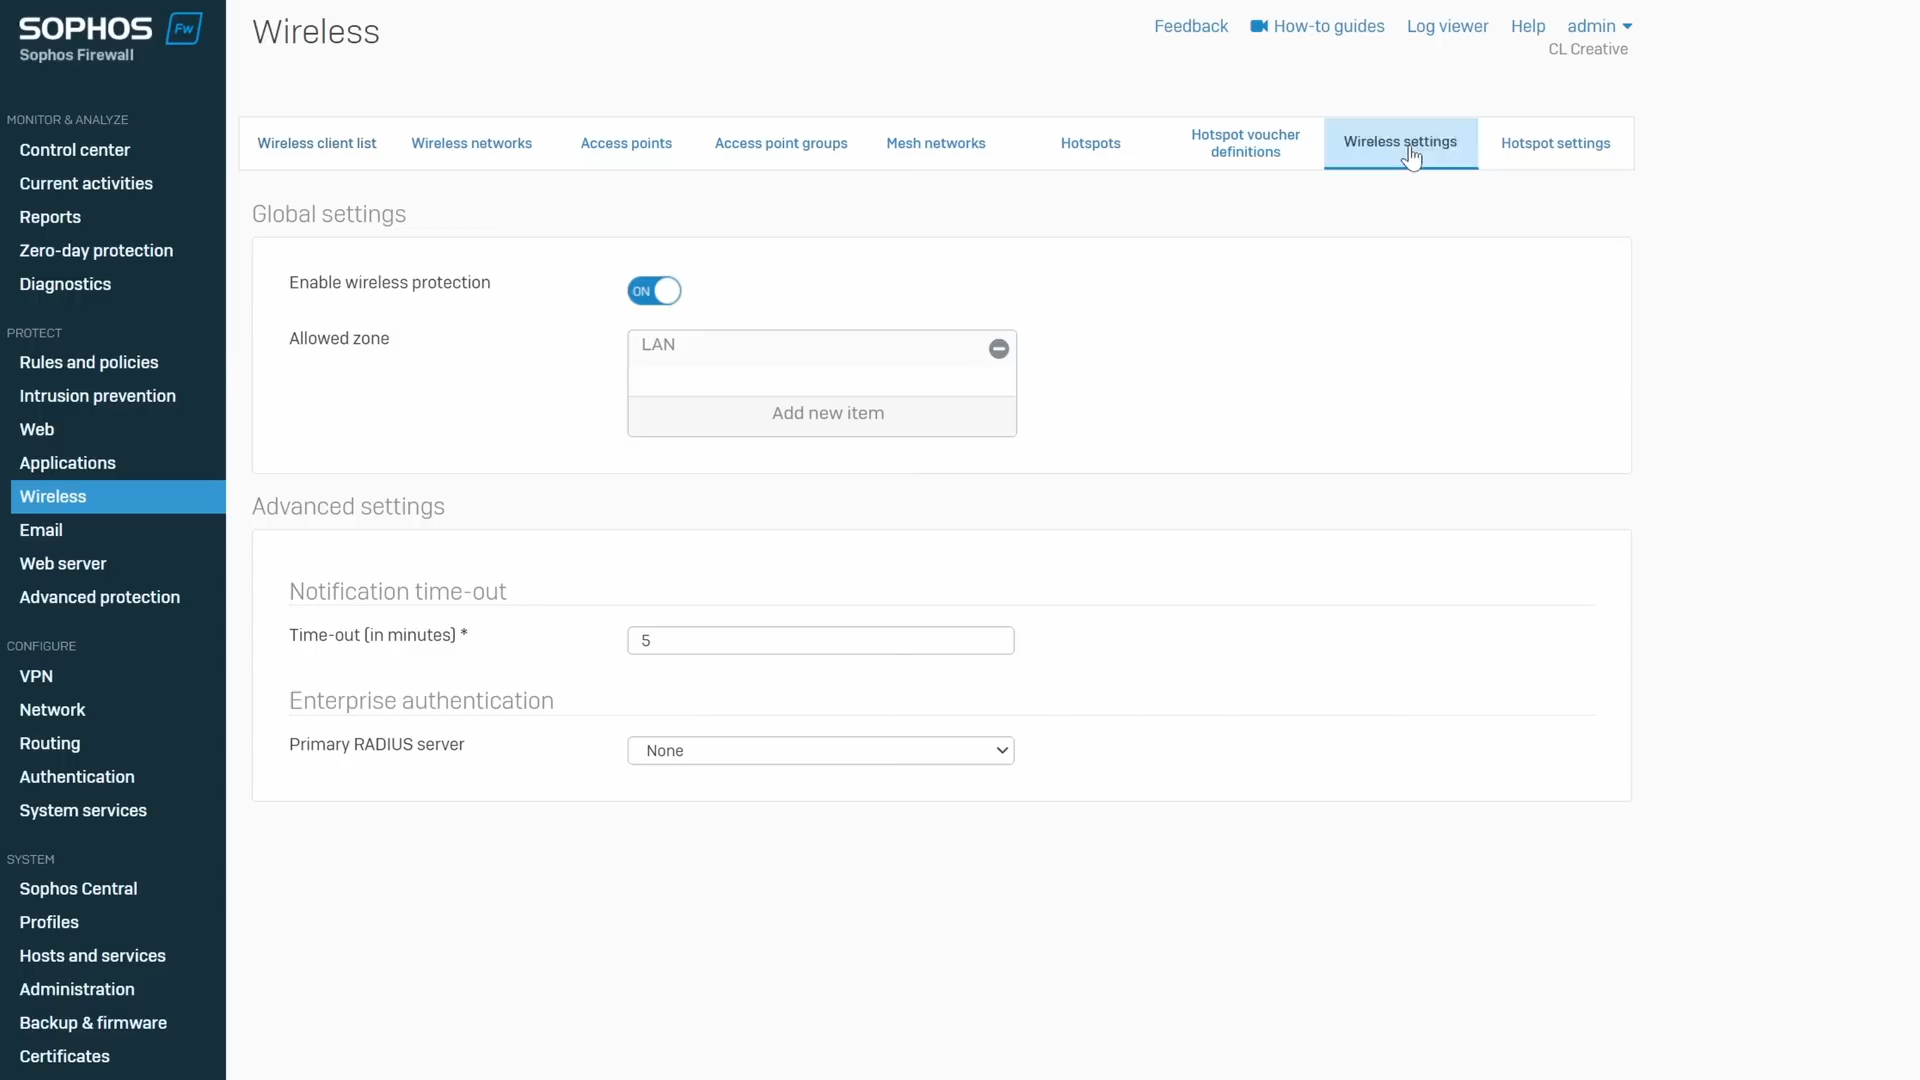 SOPHOS Fw
Sophos Firewall
MONITOR & ANALYZE
Control center
Current activities
Reports
Zero-day protection
Diagnostics
PROTECT
Rules and policies
Intrusion prevention
Web
Applications
Wireless
Email
Web server
Advanced protection
CONFIGURE
VPN
Network
Routing
Authentication
System services
SYSTEM
Sophos Central
Profiles
Hosts and services
Administration
Backup & firmware
Certificates
Wireless
Feedback How-to guides Log viewer Help admin
CL Creative
Wireless client list Wireless networks Access points Access point groups Mesh networks Hotspots Hotspot voucher definitions Wireless settings Hotspot settings
Global settings
Enable wireless protection ON
Allowed zone LAN
Add new item
Advanced settings
Notification time-out
Time-out (in minutes) * 5
Enterprise authentication
Primary RADIUS server None